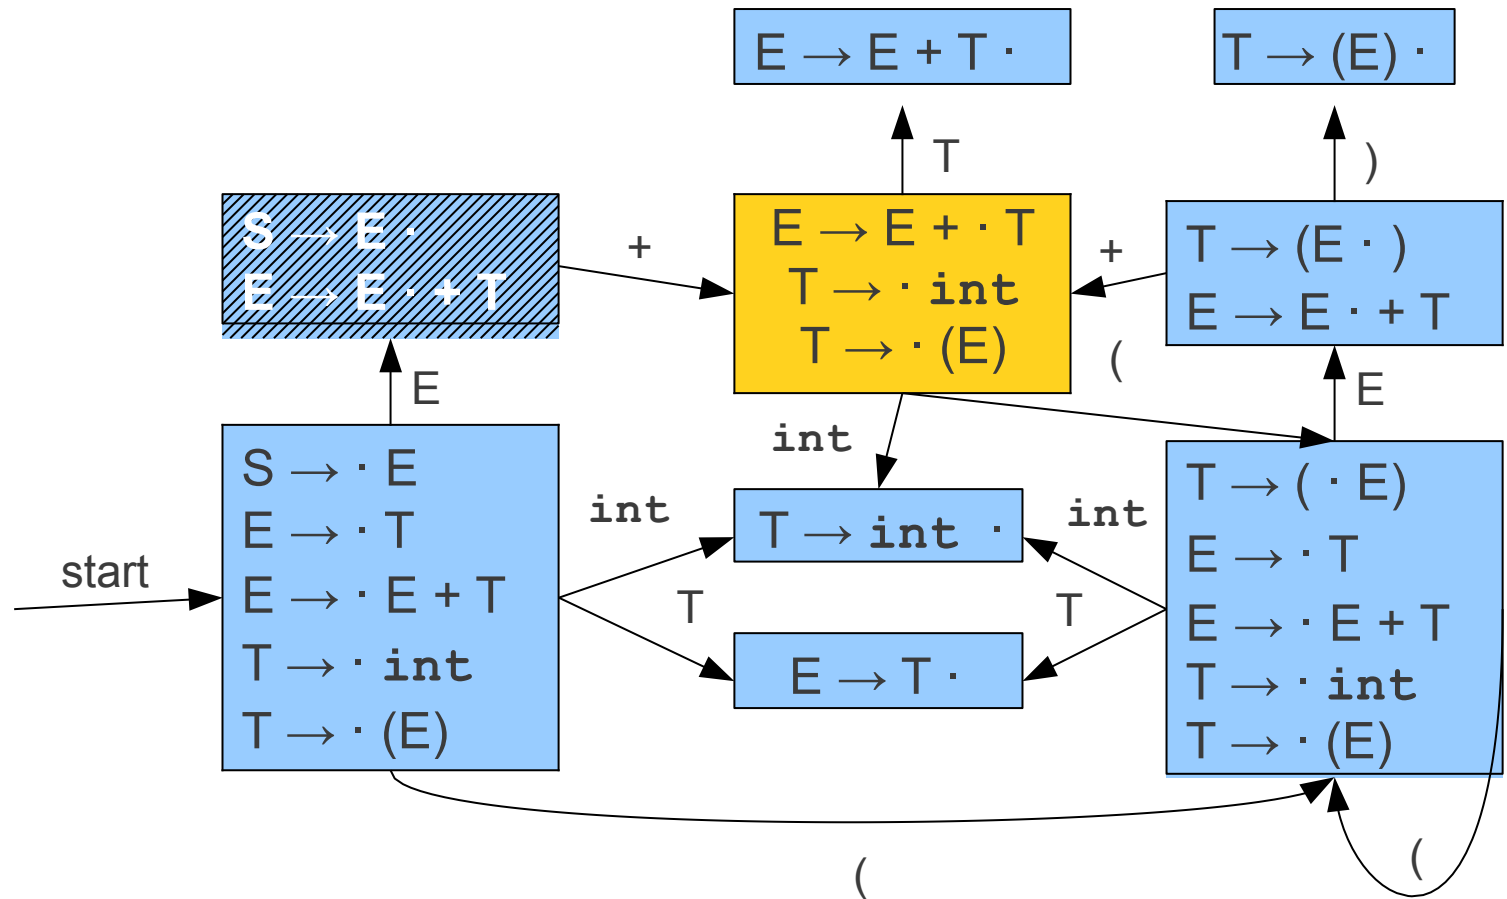 E → E + T ·
T → (E) ·
T
)
S → E ·
E → E · + T
+
E → E + · T
T → · int
T → · (E)
+
T → (E · )
E → E · + T
E
(
E
int
S → · E
E → · T
E → · E + T
T → · int
T → · (E)
start
int
T → int ·
int
T
E → T ·
T
T → ( · E)
E → · T
E → · E + T
T → · int
T → · (E)
(
(